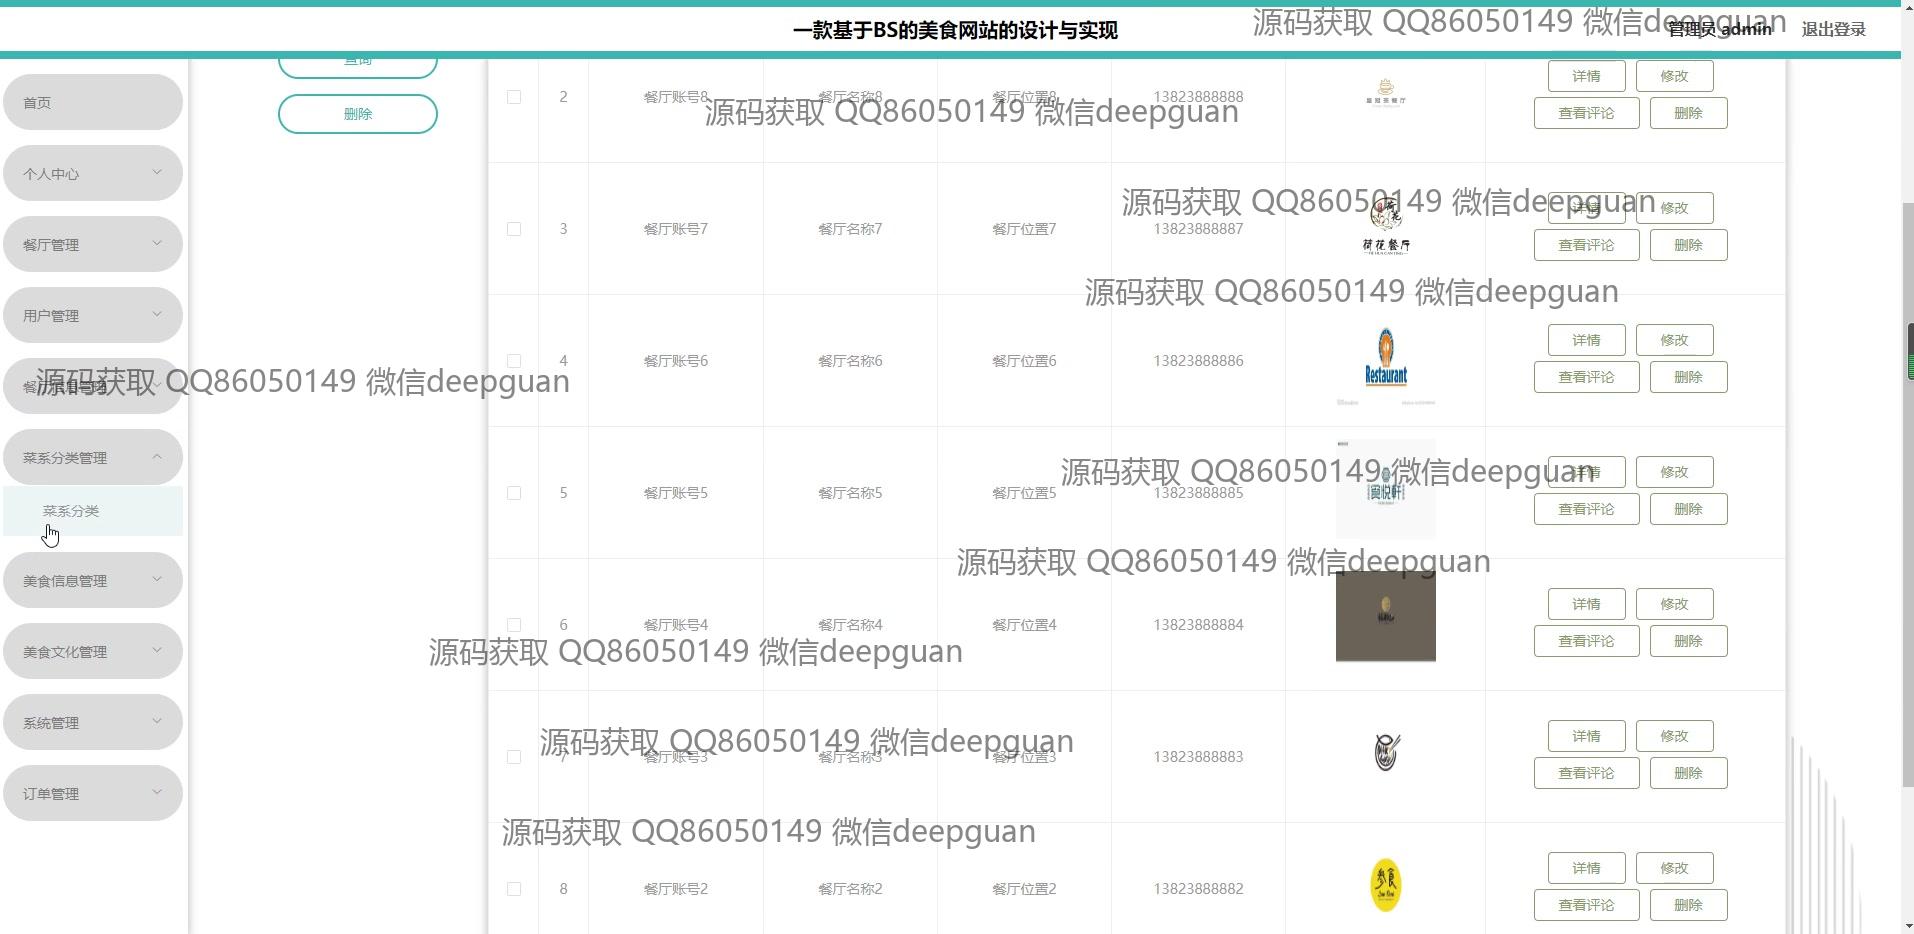 一款基于BS的美食网站的设计与实现
源码获取 QQ86050149 微信deepguan
管理员 admin
退出登录
首页
个人中心
餐厅管理
用户管理
菜系分类管理
菜系分类
美食信息管理
美食文化管理
系统管理
订单管理
查询
删除
2 餐厅账号8 餐厅名称8 餐厅位置8 13823888888 详情 修改
查看评论 删除
源码获取 QQ86050149 微信deepguan
源码获取 QQ86050149 微信deepguan
3 餐厅账号7 餐厅名称7 餐厅位置7 13823888887 荷花餐厅 详情 修改
查看评论 删除
源码获取 QQ86050149 微信deepguan
4 餐厅账号6 餐厅名称6 餐厅位置6 13823888886 Restaurant 详情 修改
查看评论 删除
源码获取 QQ86050149 微信deepguan
源码获取 QQ86050149 微信deepguan
5 餐厅账号5 餐厅名称5 餐厅位置5 13823888885 详情 修改
查看评论 删除
源码获取 QQ86050149 微信deepguan
6 餐厅账号4 餐厅名称4 餐厅位置4 13823888884 详情 修改
查看评论 删除
源码获取 QQ86050149 微信deepguan
源码获取 QQ86050149 微信deepguan
7 餐厅账号3 餐厅名称3 餐厅位置3 13823888883 详情 修改
查看评论 删除
源码获取 QQ86050149 微信deepguan
8 餐厅账号2 餐厅名称2 餐厅位置2 13823888882 详情 修改
查看评论 删除